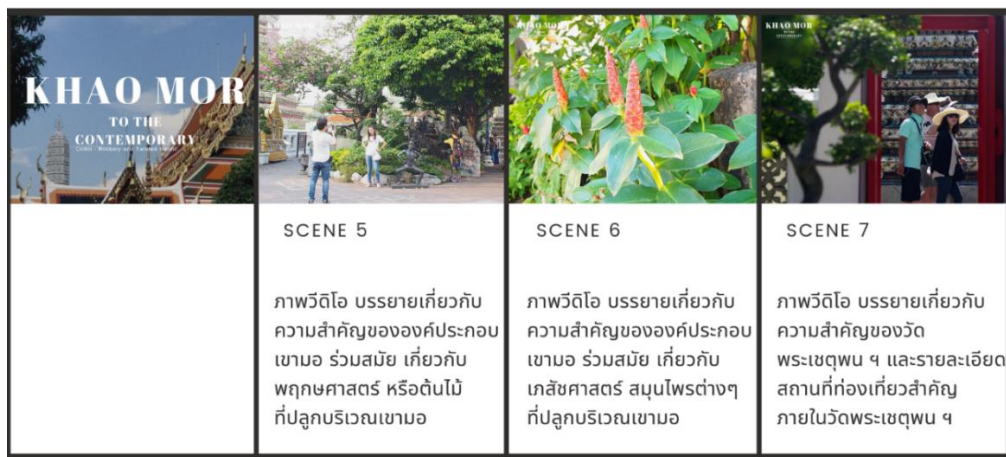 KHAO MOR
TO THE
CONTEMPORARY
SCENE 5
ภาพวีดิโอ บรรยายเกี่ยวกับ
ความสำคัญขององค์ประกอบ
เขามอ ร่วมสมัย เกี่ยวกับ
พฤกษศาสตร์ หรือต้นไม้
ที่ปลูกบริเวณเขามอ
KHAO MOR
SCENE 6
ภาพวีดิโอ บรรยายเกี่ยวกับ
ความสำคัญขององค์ประกอบ
เขามอ ร่วมสมัย เกี่ยวกับ
เภสัชศาสตร์ สมุนไพรต่างๆ
ที่ปลูกบริเวณเขามอ
KHAO MOR
TO THE
CONTEMPORARY
SCENE 7
ภาพวีดิโอ บรรยายเกี่ยวกับ
ความสำคัญของวัด
พระเชตุพน ฯ และรายละเอียด
สถานที่ท่องเที่ยวสำคัญ
ภายในวัดพระเชตุพน ฯ